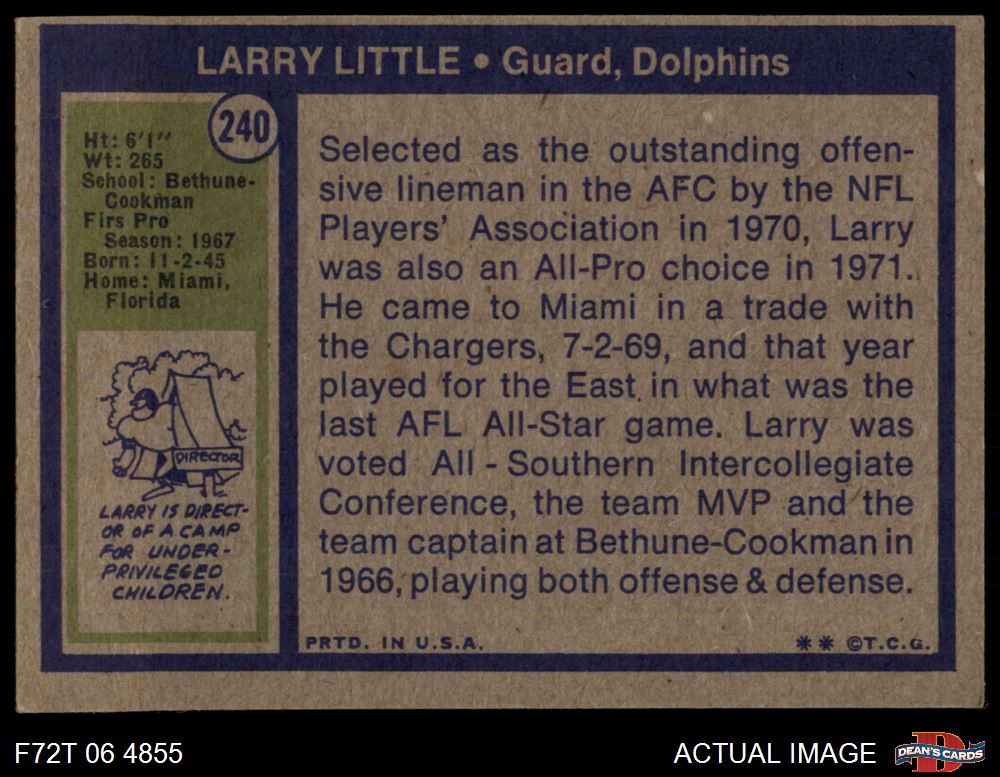 LARRY LITTLE • Guard, Dolphins
240
Ht: 6'1"
Wt: 265
School: Bethune-
Cookman
Firs Pro
Season: 1967
Born: 11-2-45
Home: Miami,
Florida
DIRECTOR
LARRY IS DIRECT-
OR OF A CAMP
FOR UNDER-
PRIVILEGED
CHILDREN.
Selected as the outstanding offen-
sive lineman in the AFC by the NFL
Players' Association in 1970, Larry
was also an All-Pro choice in 1971.
He came to Miami in a trade with
the Chargers, 7-2-69, and that year
played for the East in what was the
last AFL All-Star game. Larry was
voted All-Southern Intercollegiate
Conference, the team MVP and the
team captain at Bethune-Cookman in
1966, playing both offense & defense.
PRTD. IN U.S.A.
** ©T.C.G.
F72T 06 4855
ACTUAL IMAGE
D
DEAN'S CARDS